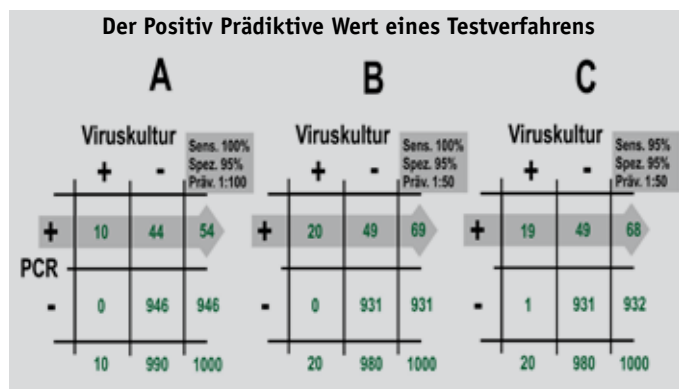 Der Positiv Prädiktive Wert eines Testverfahrens
A B C
Viruskultur Sens. 100% Viruskultur Sens. 100% Viruskultur Sens. 95%
Spez. 95% Spez. 95% Spez. 95%
+ - Präv. 1:100 + - Präv. 1:50 + - Präv. 1:50
+ 10 44 54 + 20 49 69 + 19 49 68
PCR
- 0 946 946 - 0 931 931 - 1 931 932
10 990 1000 20 980 1000 20 980 1000